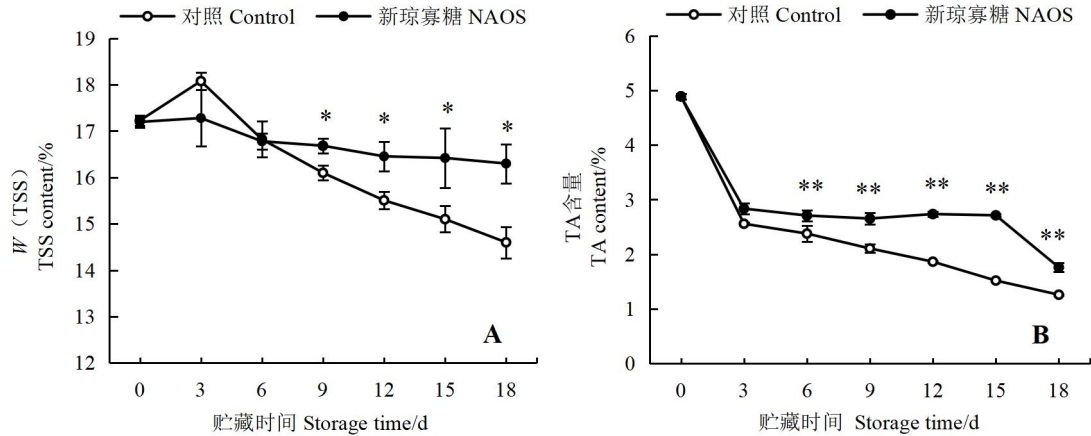 对照 Control 新琼寡糖 NAOS
19
18
17
16
15
14
13
12
W（TSS）
TSS content/%
* * * *
A
0 3 6 9 12 15 18
贮藏时间 Storage time/d
对照 Control 新琼寡糖 NAOS
6
5
4
3
2
1
0
TA含量
TA content/%
** ** ** ** **
B
0 3 6 9 12 15 18
贮藏时间 Storage time/d